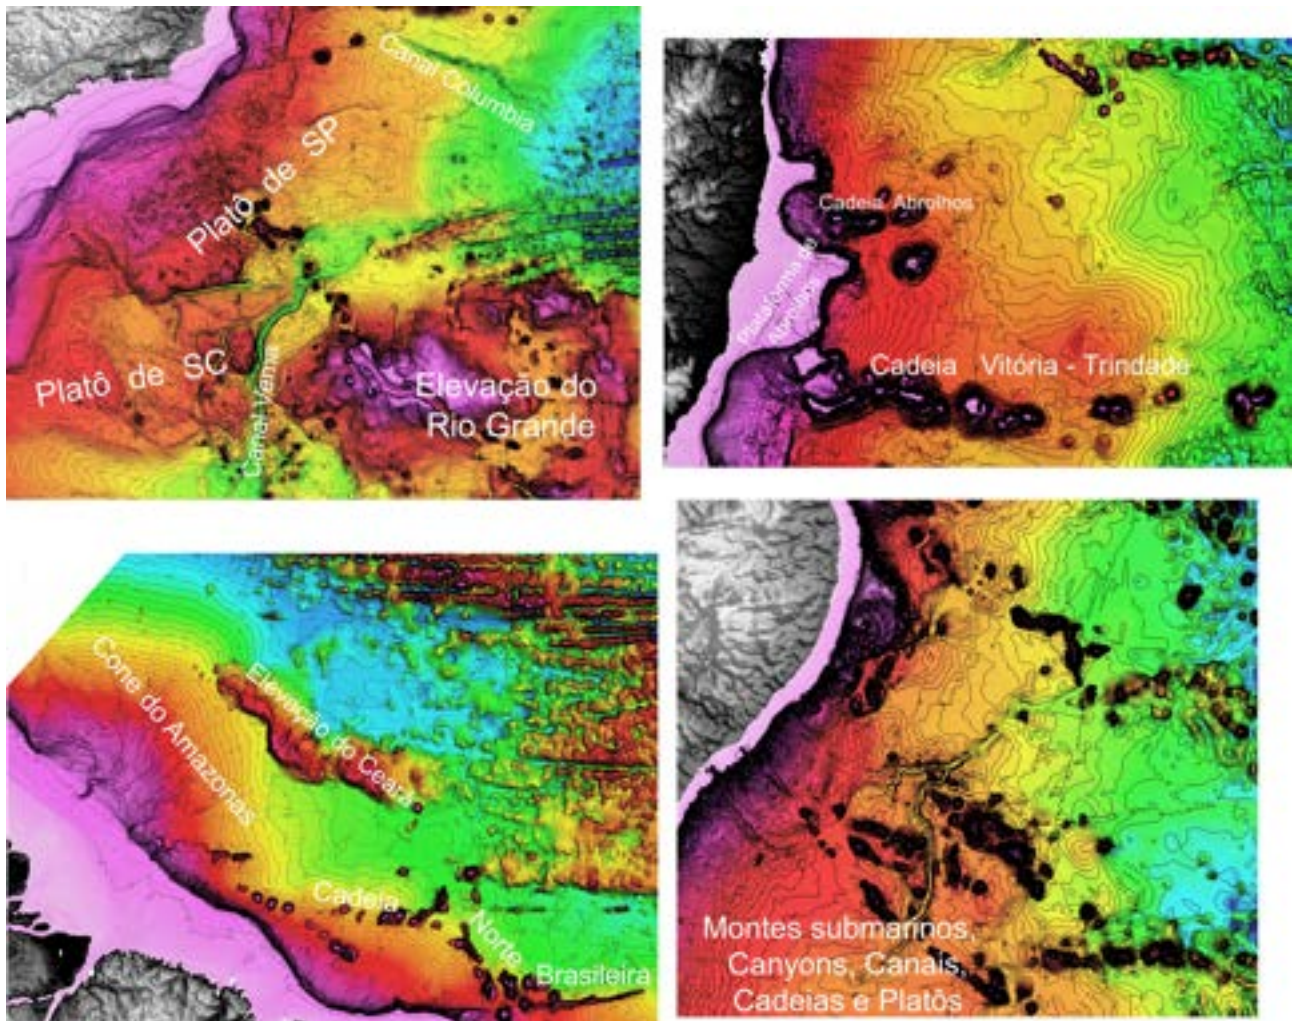 Canal Columbia
Platô de SP
Platô de SC
Canal Vema
Elevação do
Rio Grande
Cadeia Abrolhos
Plataforma de
Abrolhos
Cadeia Vitória - Trindade
Cone do Amazonas
Elevação do Ceará
Cadeia
Norte
Brasileira
Montes submarinos,
Canyons, Canais,
Cadeias e Platôs